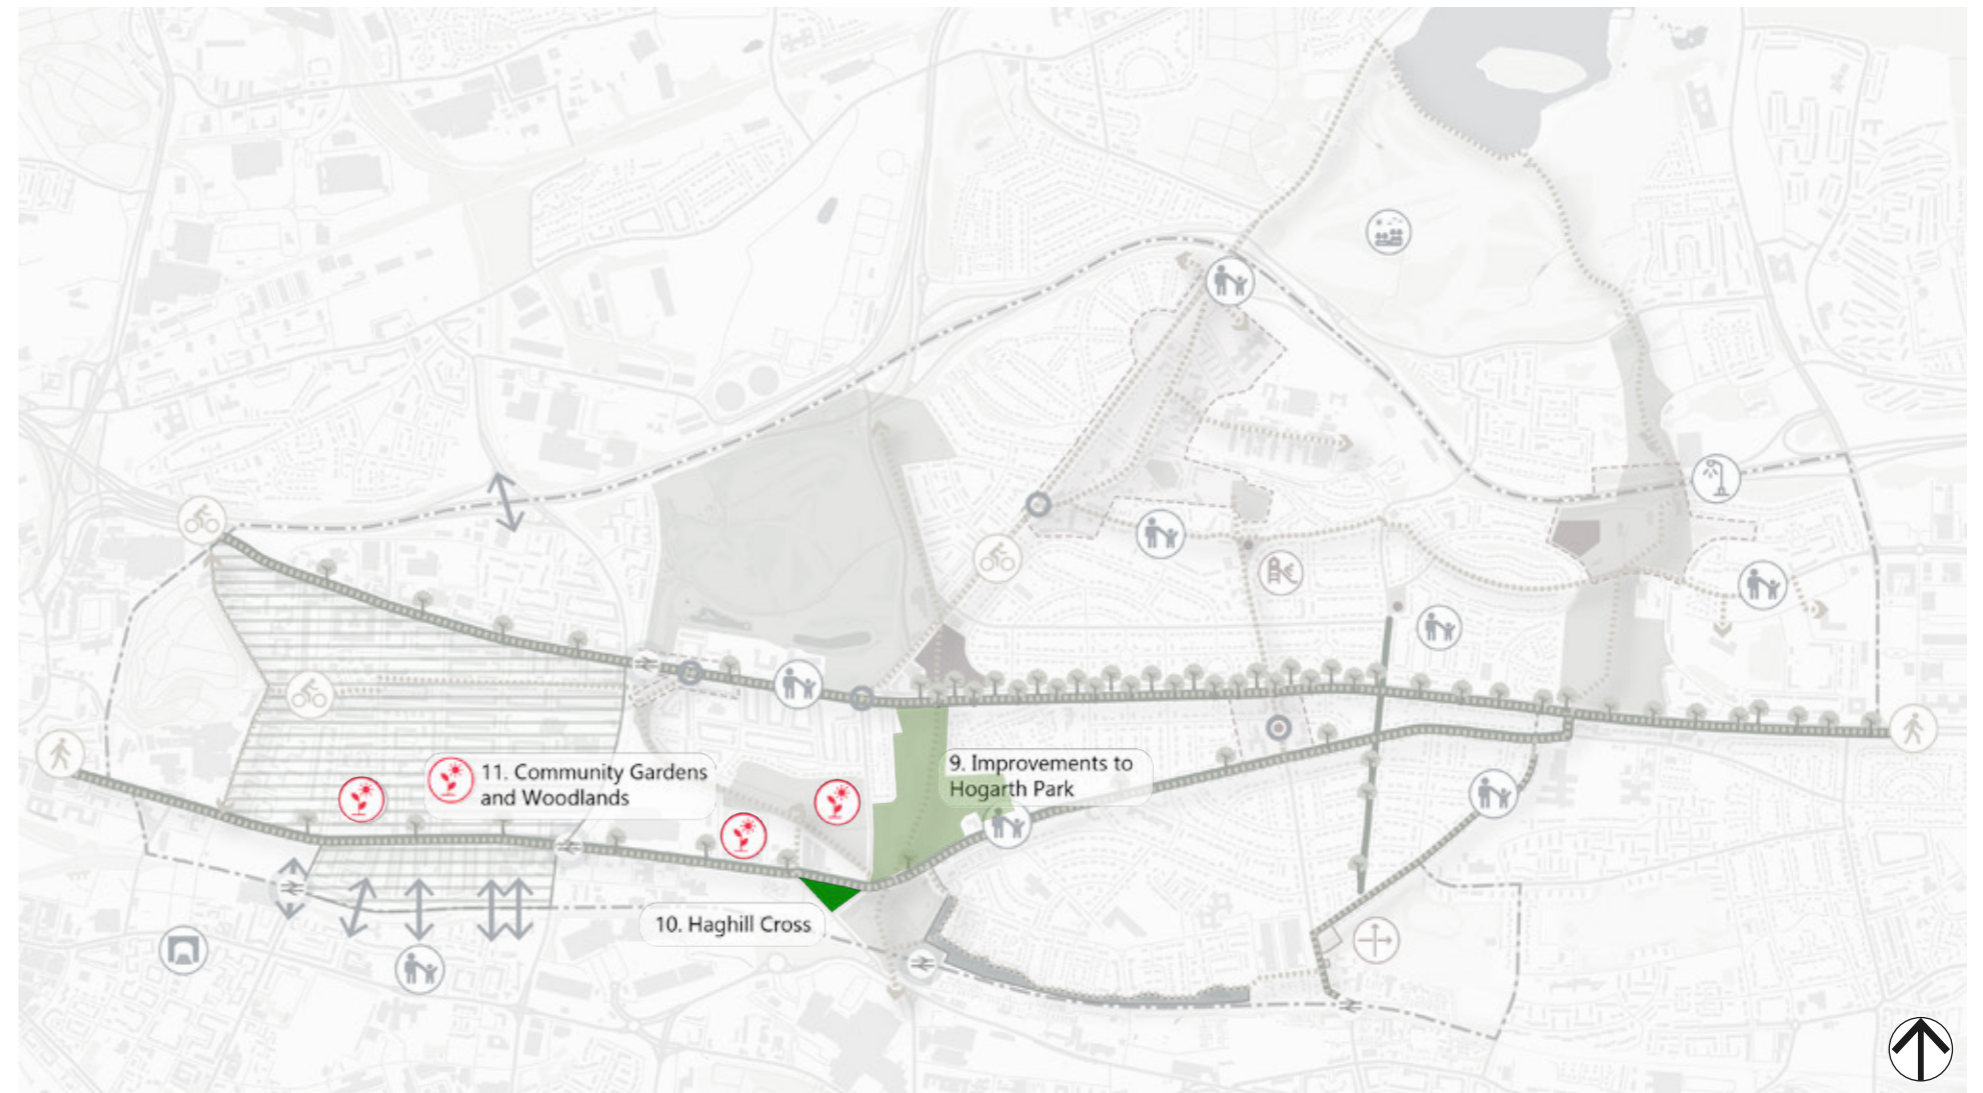 9. Improvements to
Hogarth Park
11. Community Gardens
and Woodlands
10. Haghill Cross